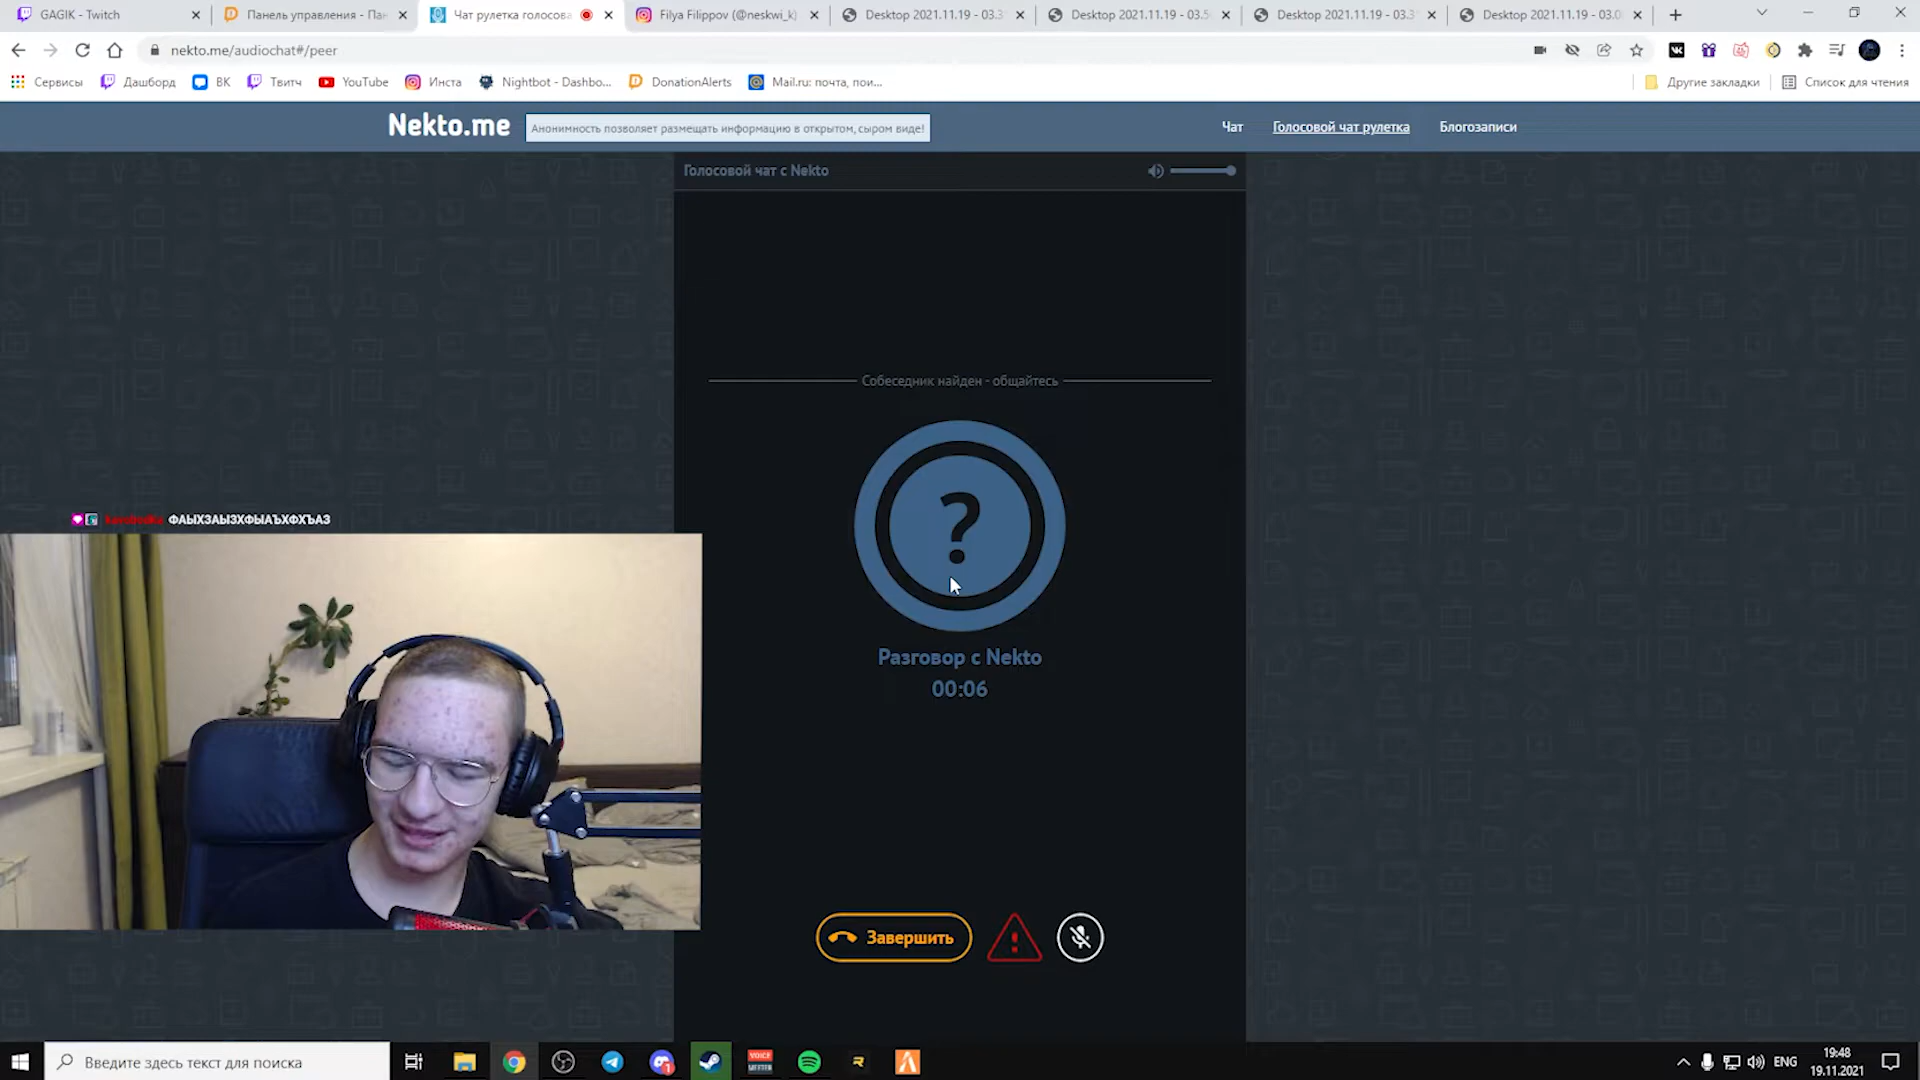 GAGIK - Twitch
Панель управления - Пан
Чат рулетка голосова
Filya Filippov (@neskwi_k)
Desktop 2021.11.19 - 03.3
Desktop 2021.11.19 - 03.5
Desktop 2021.11.19 - 03.3
Desktop 2021.11.19 - 03.0
nekto.me/audiochat#/peer
Сервисы
Дашборд
ВК
Твитч
YouTube
Инста
Nightbot - Dashbo...
DonationAlerts
Mail.ru: почта, пои...
Другие закладки
Список для чтения
Nekto.me
Анонимность позволяет размещать информацию в открытом, сыром виде!
Чат
Голосовой чат рулетка
Блогозаписи
Голосовой чат с Nekto
Собеседник найден - общайтесь
?
Разговор с Nekto
00:06
ФАЫХЗАЫЗХФЫАЪХФХЪАЗ
Завершить
Введите здесь текст для поиска
VOICE
MEETER
ENG
19:48
19.11.2021